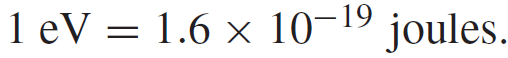 1 eV = 1.6 × 10⁻¹⁹ joules.